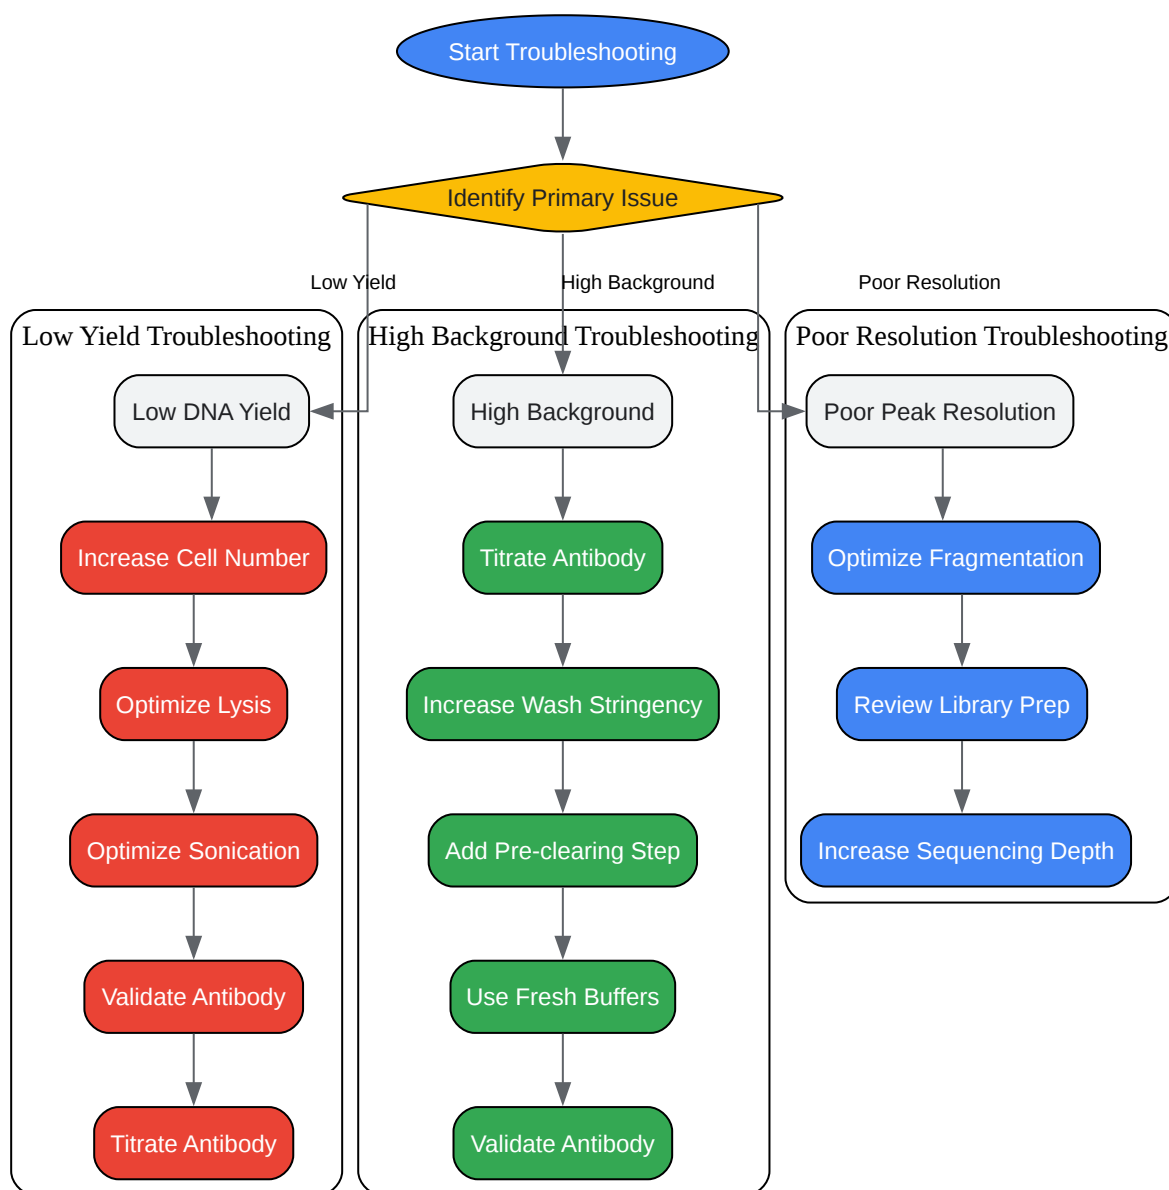 Start Troubleshooting
Identify Primary Issue
Low Yield
High Background
Poor Resolution
Low Yield Troubleshooting
Low DNA Yield
Increase Cell Number
Optimize Lysis
Optimize Sonication
Validate Antibody
Titrate Antibody
High Background Troubleshooting
High Background
Titrate Antibody
Increase Wash Stringency
Add Pre-clearing Step
Use Fresh Buffers
Validate Antibody
Poor Resolution Troubleshooting
Poor Peak Resolution
Optimize Fragmentation
Review Library Prep
Increase Sequencing Depth